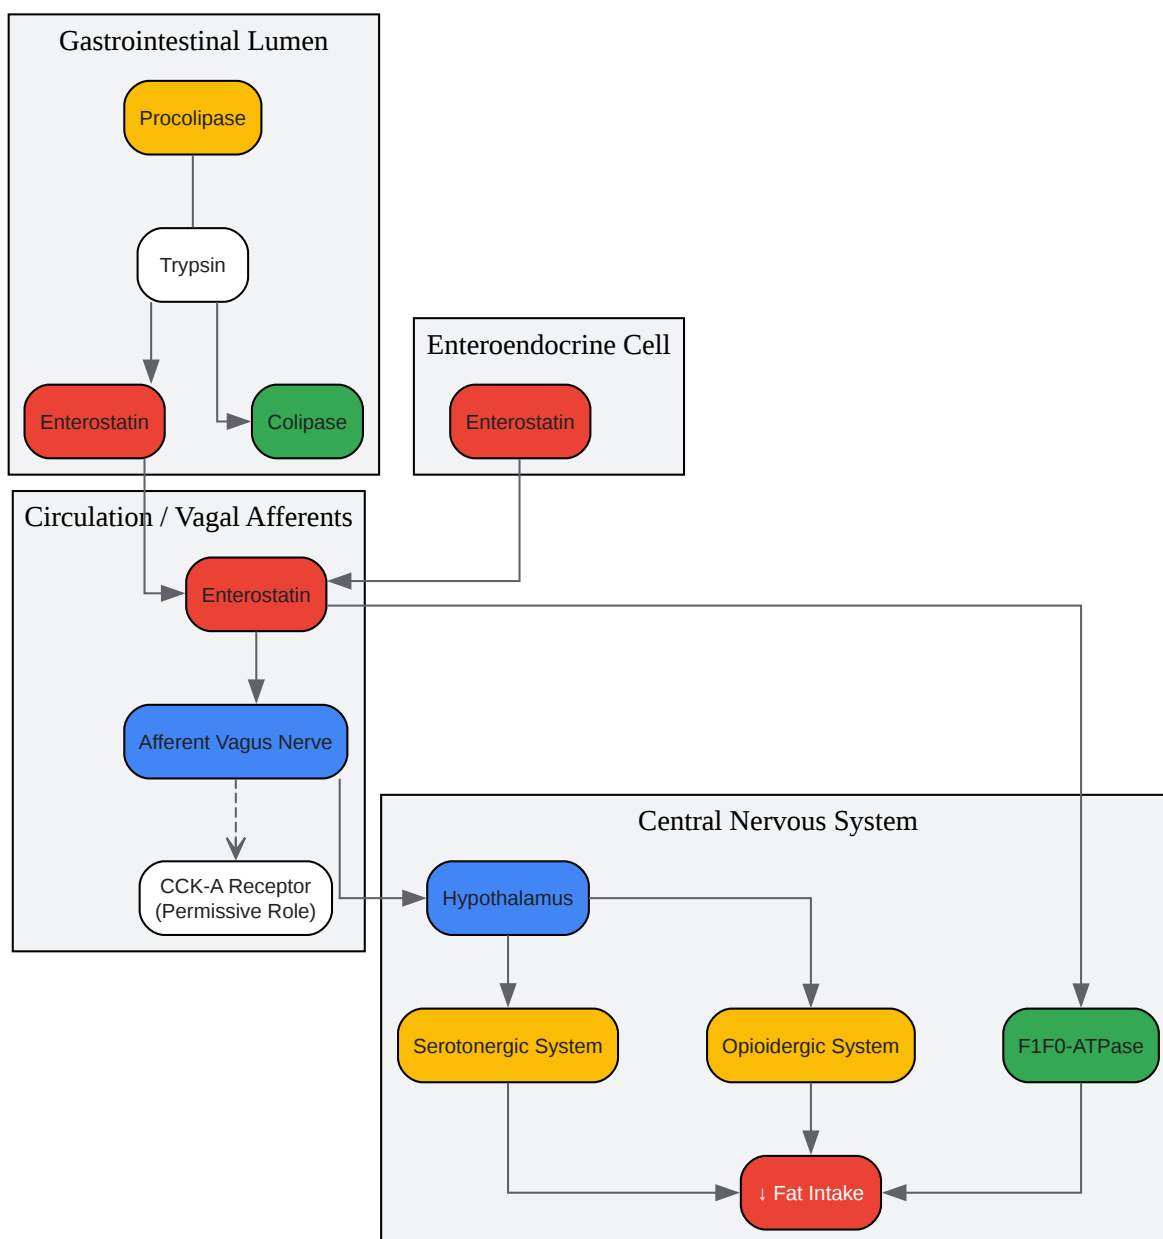 Gastrointestinal Lumen
Procolipase
Trypsin
Enterostatin
Colipase
Enteroendocrine Cell
Enterostatin
Circulation / Vagal Afferents
Enterostatin
Afferent Vagus Nerve
CCK-A Receptor
(Permissive Role)
Central Nervous System
Hypothalamus
Serotonergic System
Opioidergic System
F1F0-ATPase
↓ Fat Intake